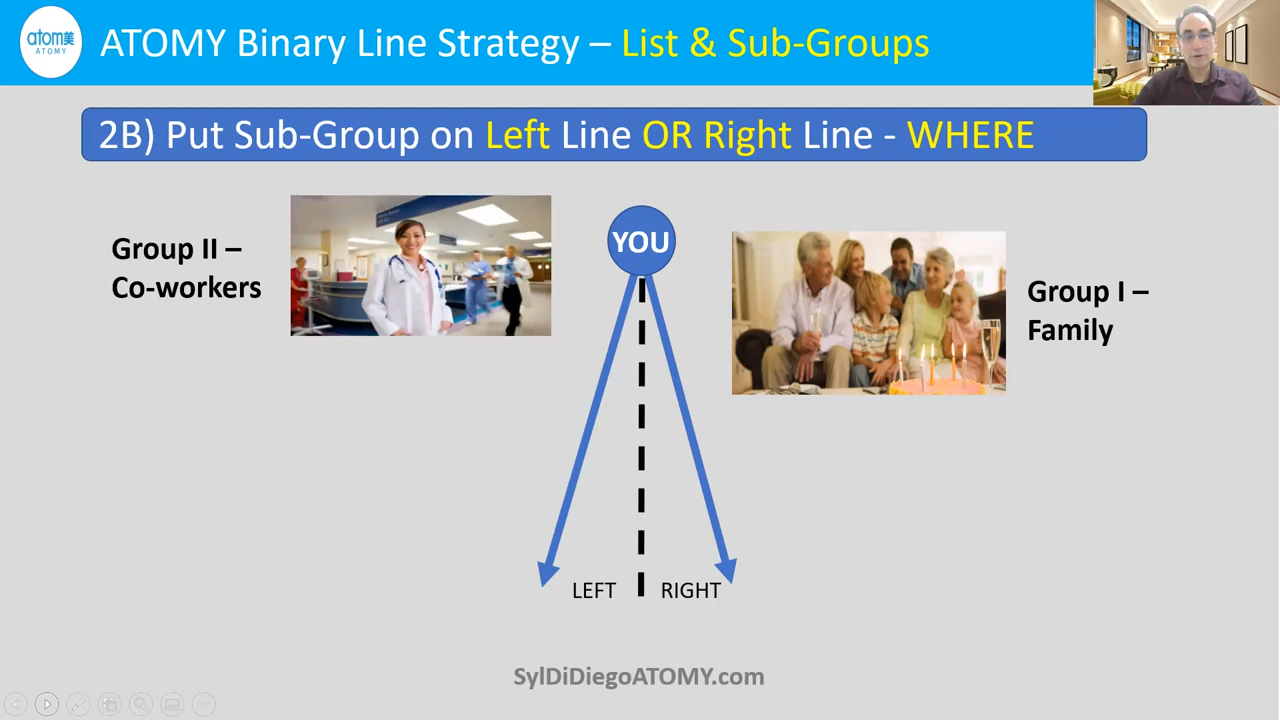 atom美
ATOMY
ATOMY Binary Line Strategy – List & Sub-Groups
2B) Put Sub-Group on Left Line OR Right Line - WHERE
Group II –
Co-workers
YOU
Group I –
Family
LEFT
RIGHT
SylDiDiegoATOMY.com